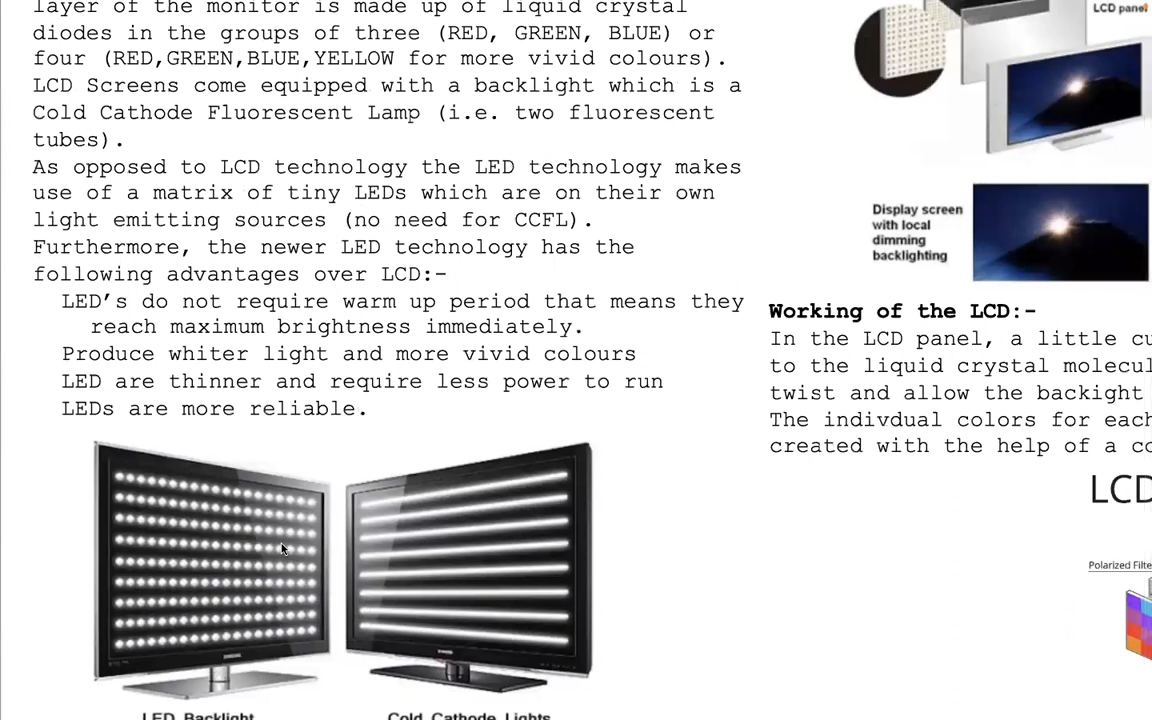 layer of the monitor is made up of liquid crystal
diodes in the groups of three (RED, GREEN, BLUE) or
four (RED,GREEN,BLUE,YELLOW for more vivid colours).
LCD Screens come equipped with a backlight which is a
Cold Cathode Fluorescent Lamp (i.e. two fluorescent
tubes).
As opposed to LCD technology the LED technology makes
use of a matrix of tiny LEDs which are on their own
light emitting sources (no need for CCFL).
Furthermore, the newer LED technology has the
following advantages over LCD:-
LED’s do not require warm up period that means they
reach maximum brightness immediately.
Produce whiter light and more vivid colours
LED are thinner and require less power to run
LEDs are more reliable.
LED Backlight
Cold Cathode Lights
LCD panel
Display screen
with local
dimming
backlighting
Working of the LCD:-
In the LCD panel, a little
to the liquid crystal
twist and allow the backight
The indivdual colors for
created with the help of a
LCD
Polarized